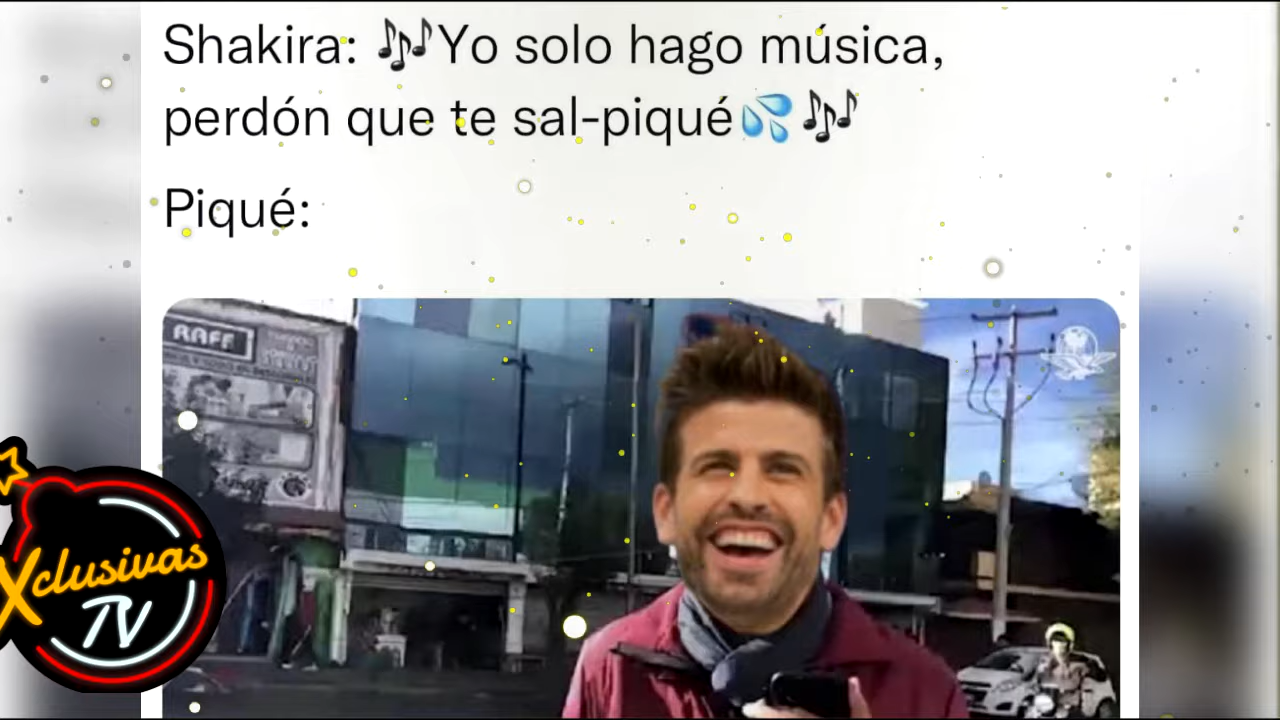 Shakira: 🎶Yo solo hago música,
perdón que te sal-piqué💦🎶
Piqué:
RAFF
Xclusivas
TV